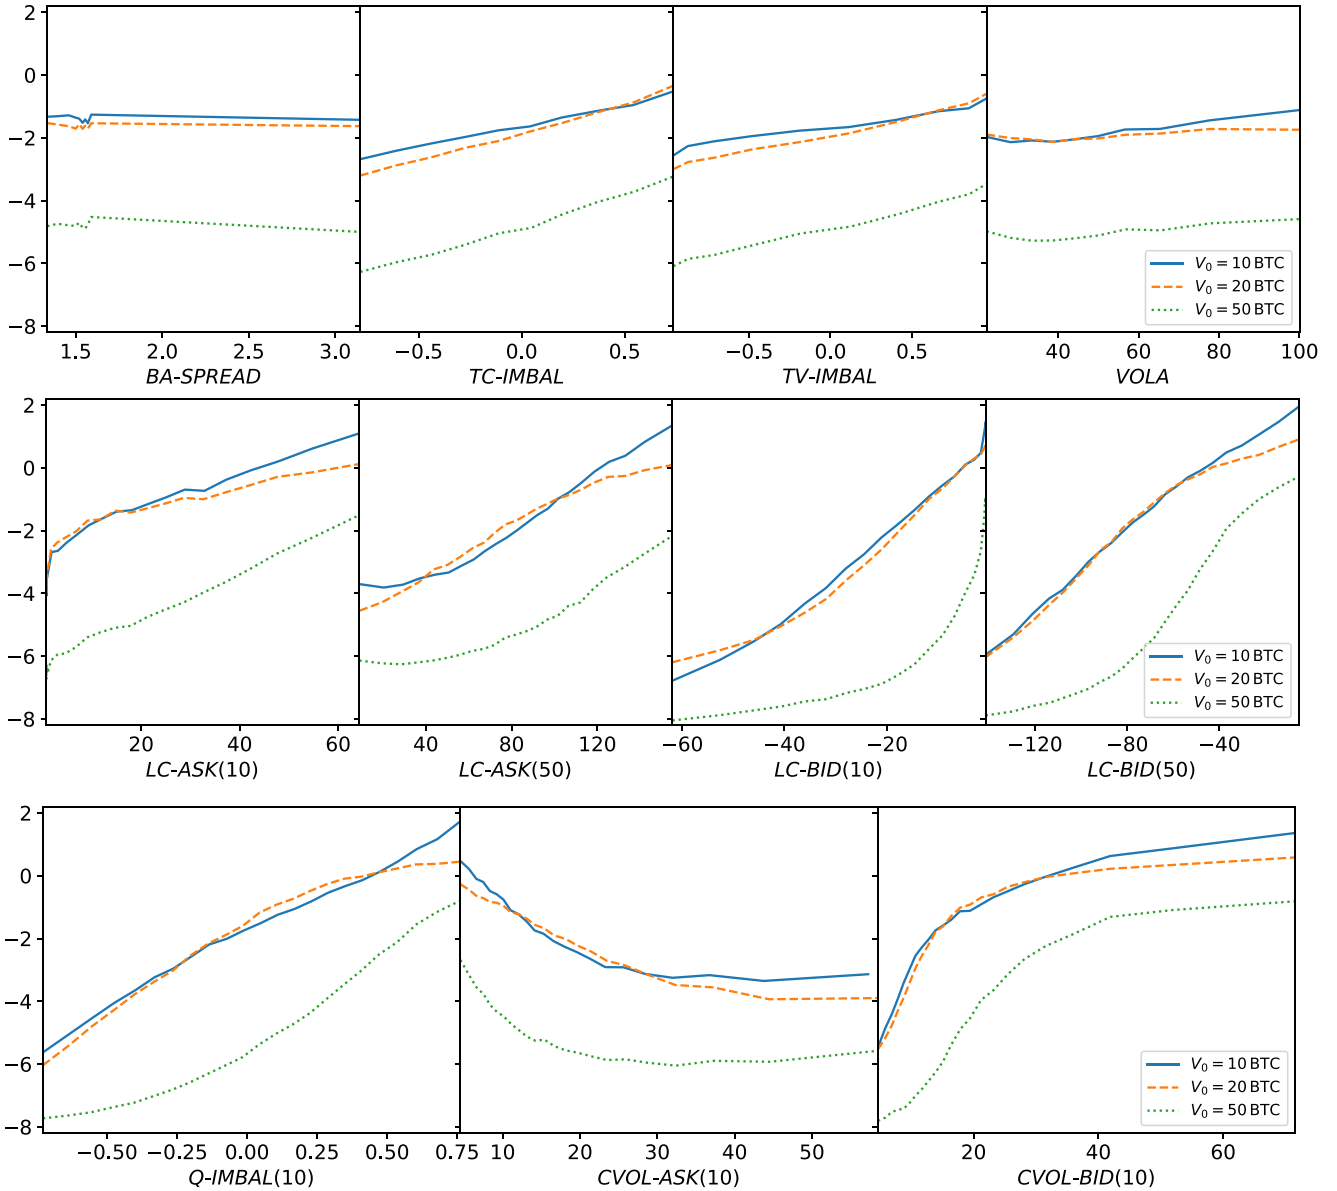 2
0
−2
−4
−6
−8
1.5 2.0 2.5 3.0 −0.5 0.0 0.5 −0.5 0.0 0.5 40 60 80 100
BA-SPREAD TC-IMBAL TV-IMBAL VOLA
V0 = 10 BTC
V0 = 20 BTC
V0 = 50 BTC
2
0
−2
−4
−6
−8
20 40 60 40 80 120 −60 −40 −20 −120 −80 −40
LC-ASK(10) LC-ASK(50) LC-BID(10) LC-BID(50)
V0 = 10 BTC
V0 = 20 BTC
V0 = 50 BTC
2
0
−2
−4
−6
−8
−0.50 −0.25 0.00 0.25 0.50 0.75 10 20 30 40 50 20 40 60
Q-IMBAL(10) CVOL-ASK(10) CVOL-BID(10)
V0 = 10 BTC
V0 = 20 BTC
V0 = 50 BTC